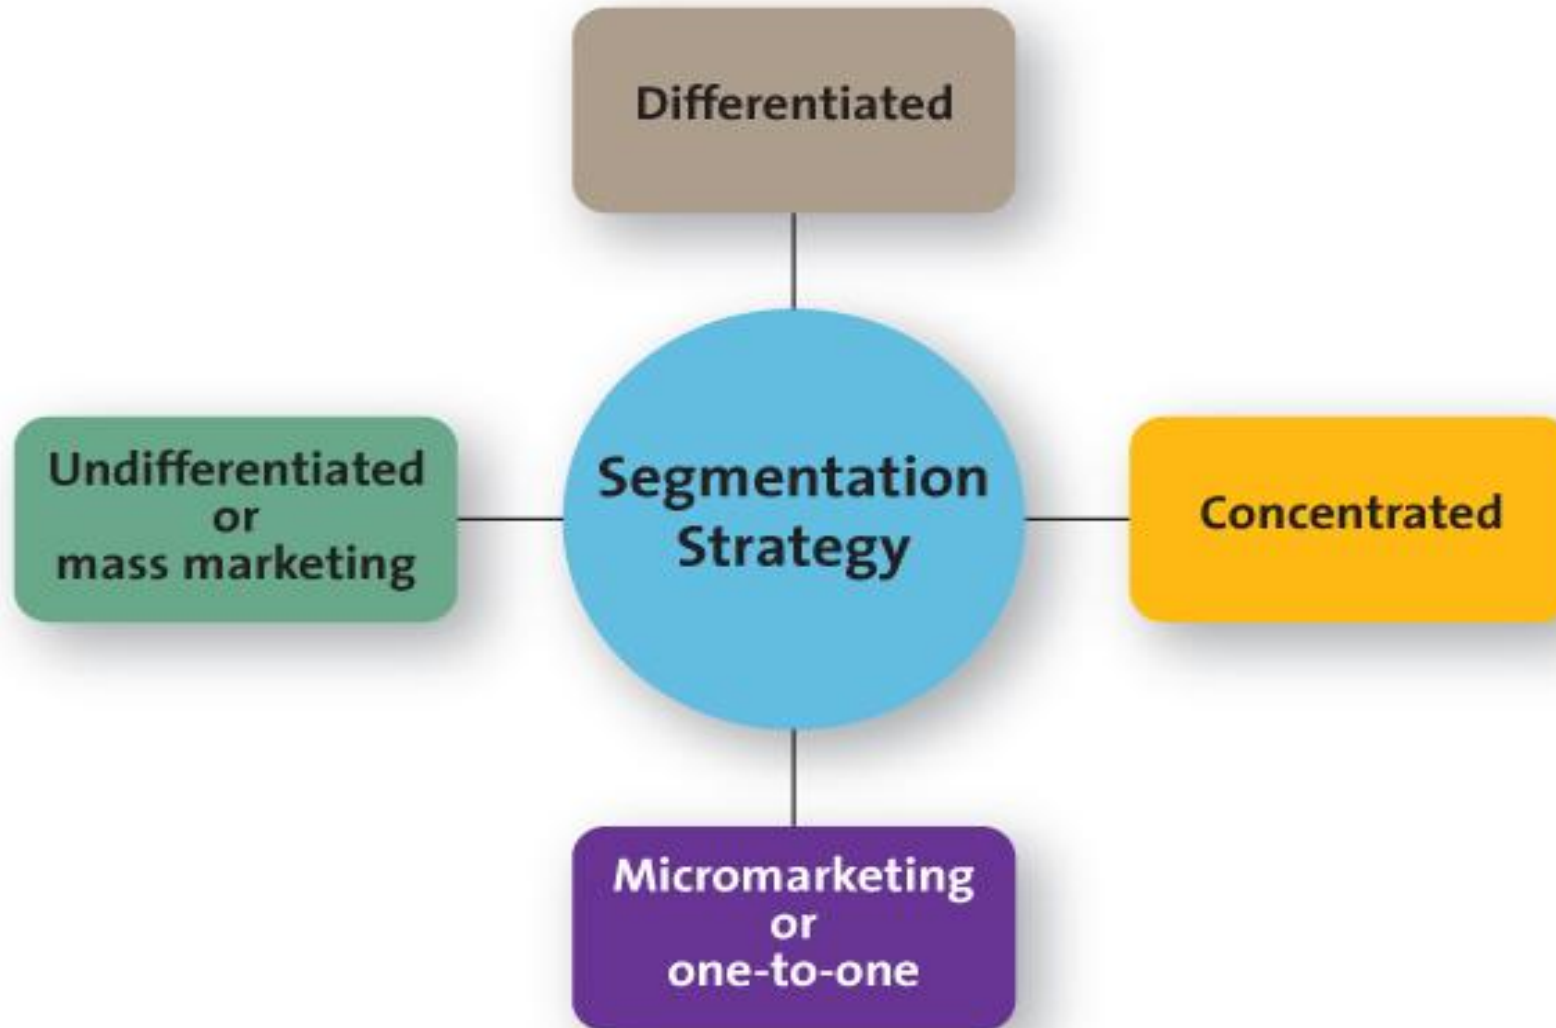 Differentiated
Undifferentiated
or
mass marketing
Segmentation
Strategy
Concentrated
Micromarketing
or
one-to-one